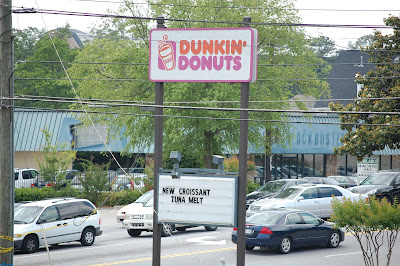 DUNKIN'
DONUTS
NEW CROISSANT
TUNA MELT